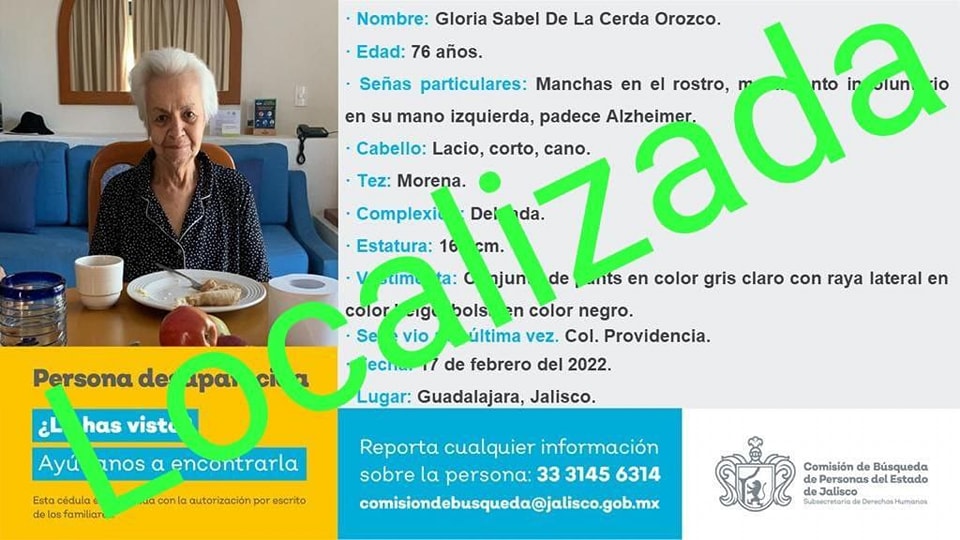 · Nombre: Gloria Sabel De La Cerda Orozco.
· Edad: 76 años.
· Señas particulares: Manchas en el rostro,
en su mano izquierda, padece Alzheimer.
· Cabello: Lacio, corto, cano.
· Tez: Morena.
· Complexión: Delgada.
· Estatura: cm.
· Vestimenta: Conjunto de pants en color gris claro con raya lateral en
color beige, bolsa en color negro.
· Se le vio última vez. Col. Providencia.
· Fecha: 17 de febrero del 2022.
Lugar: Guadalajara, Jalisco.
Localizada
Persona desaparecida
¿La has visto?
Ayúdanos a encontrarla
Esta cédula con la autorización por escrito
de los familiares
Reporta cualquier información
sobre la persona: 33 3145 6314
comisiondebusqueda@jalisco.gob.mx
Comisión de Búsqueda
de Personas del Estado
de Jalisco
Subsecretaría de Derechos Humanos